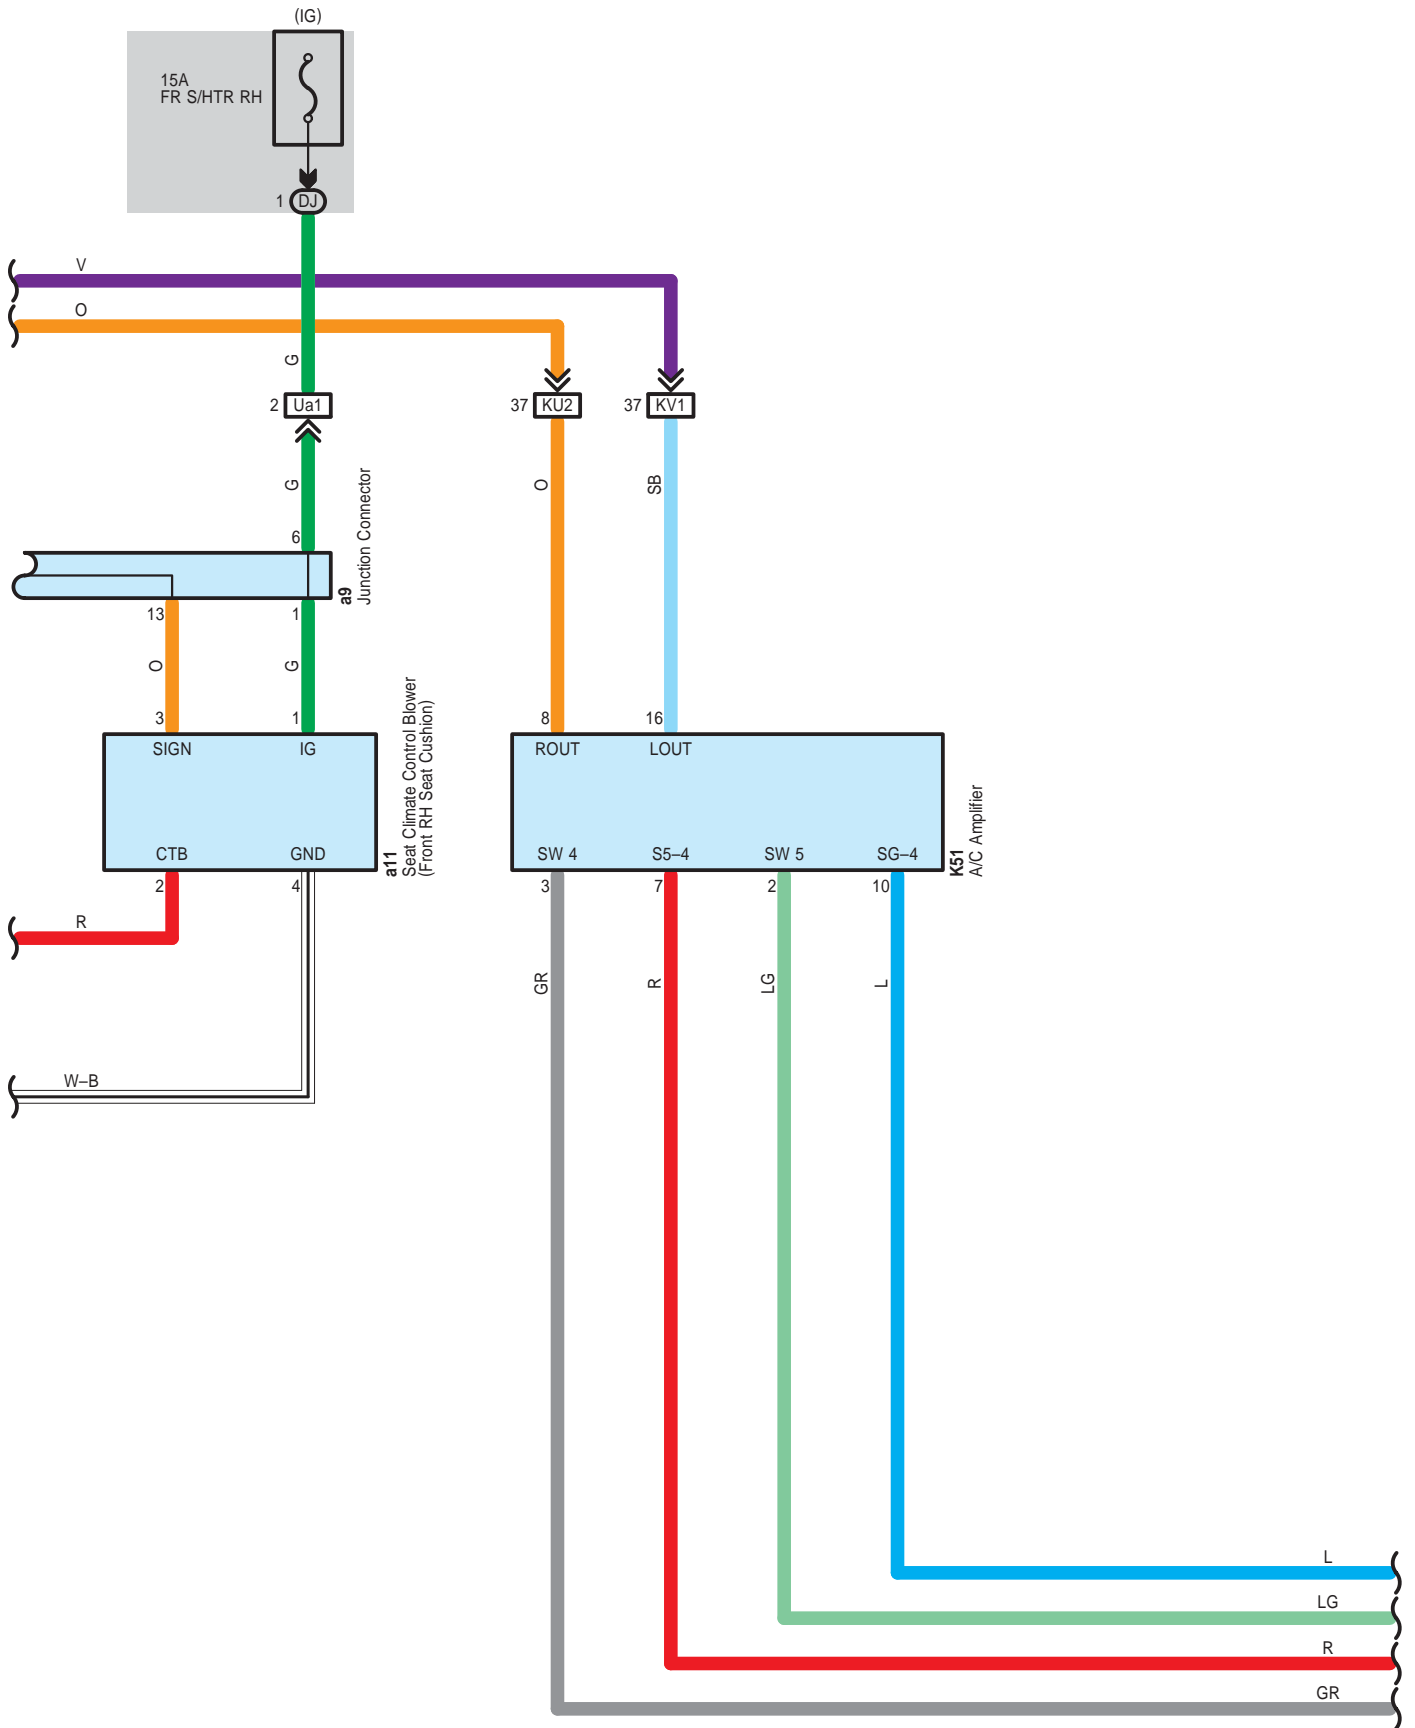 (IG)
15A
FR S/HTR RH
1
DJ
V
O
G
2
Ua1
37
KU2
37
KV1
G
O
SB
6
a9
Junction Connector
13
1
O
G
3
1
8
16
SIGN
IG
ROUT
LOUT
a11
Seat Climate Control Blower
(Front RH Seat Cushion)
K51
A/C Amplifier
CTB
GND
SW 4
S5–4
SW 5
SG–4
2
4
3
7
2
10
R
GR
R
LG
L
W–B
L
LG
R
GR